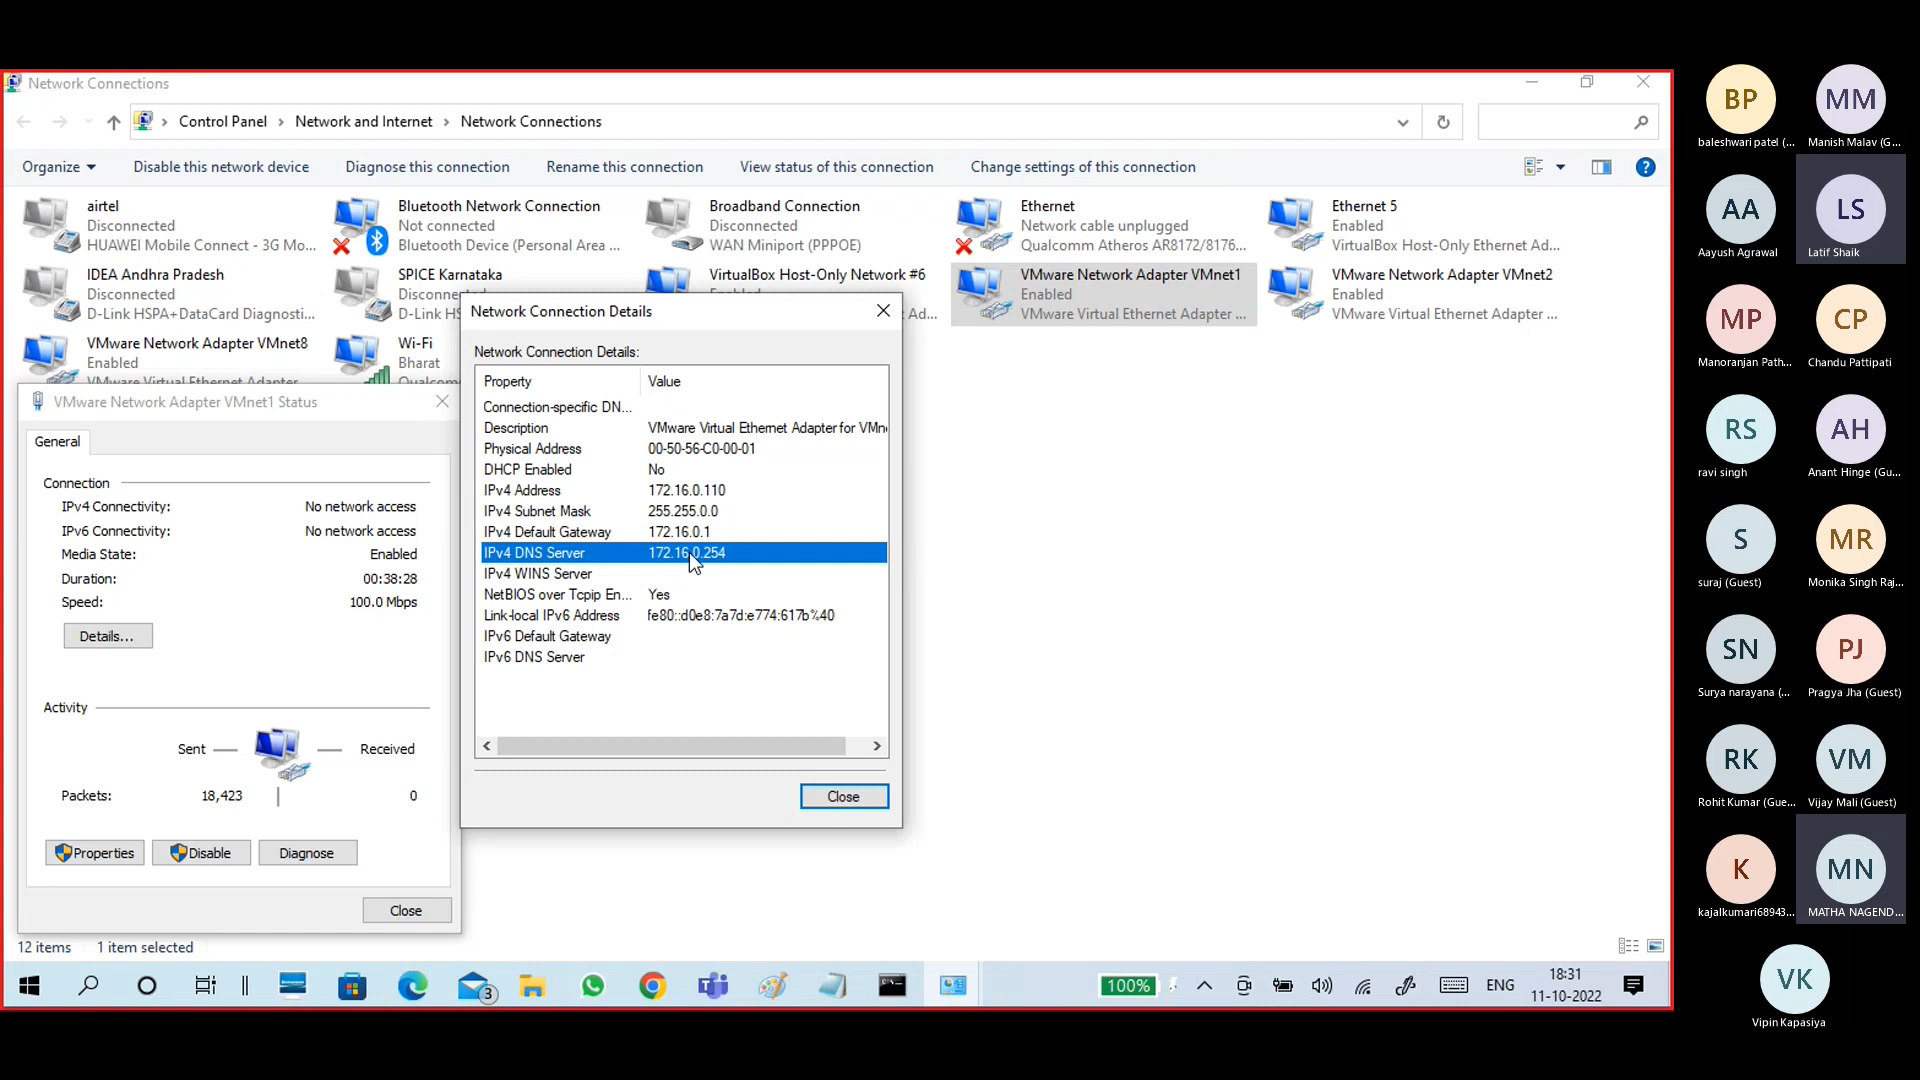 Network Connections
Control Panel > Network and Internet > Network Connections
Organize Disable this network device Diagnose this connection Rename this connection View status of this connection Change settings of this connection
airtel
Disconnected
HUAWEI Mobile Connect - 3G Mo...
Bluetooth Network Connection
Not connected
Bluetooth Device (Personal Area ...
Broadband Connection
Disconnected
WAN Miniport (PPPOE)
Ethernet
Network cable unplugged
Qualcomm Atheros AR8172/8176...
Ethernet 5
Enabled
VirtualBox Host-Only Ethernet Ad...
IDEA Andhra Pradesh
Disconnected
D-Link HSPA+DataCard Diagnosti...
SPICE Karnataka
D-Link HS
VirtualBox Host-Only Network #6
Ad...
VMware Network Adapter VMnet1
Enabled
VMware Virtual Ethernet Adapter ...
VMware Network Adapter VMnet2
Enabled
VMware Virtual Ethernet Adapter ...
VMware Network Adapter VMnet8
Enabled
VMware Virtual Ethernet Adapter
Wi-Fi
Bharat
VMware Network Adapter VMnet1 Status
General
Connection
IPv4 Connectivity: No network access
IPv6 Connectivity: No network access
Media State: Enabled
Duration: 00:38:28
Speed: 100.0 Mbps
Details...
Activity
Sent — — Received
Packets: 18,423 0
Properties Disable Diagnose
Close
Network Connection Details
Network Connection Details:
Property Value
Connection-specific DN...
Description VMware Virtual Ethernet Adapter for VMn
Physical Address 00-50-56-C0-00-01
DHCP Enabled No
IPv4 Address 172.16.0.110
IPv4 Subnet Mask 255.255.0.0
IPv4 Default Gateway 172.16.0.1
IPv4 DNS Server 172.16.0.254
IPv4 WINS Server
NetBIOS over Tcpip En... Yes
Link-local IPv6 Address fe80::d0e8:7a7d:e774:617b%40
IPv6 Default Gateway
IPv6 DNS Server
Close
12 items 1 item selected
3
100%
ENG
18:31
11-10-2022
BP
baleshwari patel (...
MM
Manish Malav (G...
AA
Aayush Agrawal
LS
Latif Shaik
MP
Manoranjan Path...
CP
Chandu Pattipati
RS
ravi singh
AH
Anant Hinge (Gu...
S
suraj (Guest)
MR
Monika Singh Raj...
SN
Surya narayana (...
PJ
Pragya Jha (Guest)
RK
Rohit Kumar (Gue...
VM
Vijay Mali (Guest)
K
kajalkumari68943...
MN
MATHA NAGEND...
VK
Vipin Kapasiya